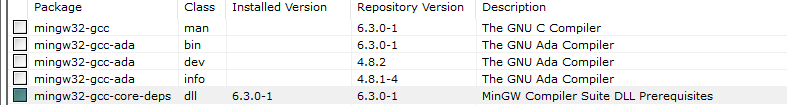 Package Class Installed Version Repository Version Description
mingw32-gcc man 6.3.0-1 The GNU C Compiler
mingw32-gcc-ada bin 6.3.0-1 The GNU Ada Compiler
mingw32-gcc-ada dev 4.8.2 The GNU Ada Compiler
mingw32-gcc-ada info 4.8.1-4 The GNU Ada Compiler
mingw32-gcc-core-deps dll 6.3.0-1 6.3.0-1 MinGW Compiler Suite DLL Prerequisites